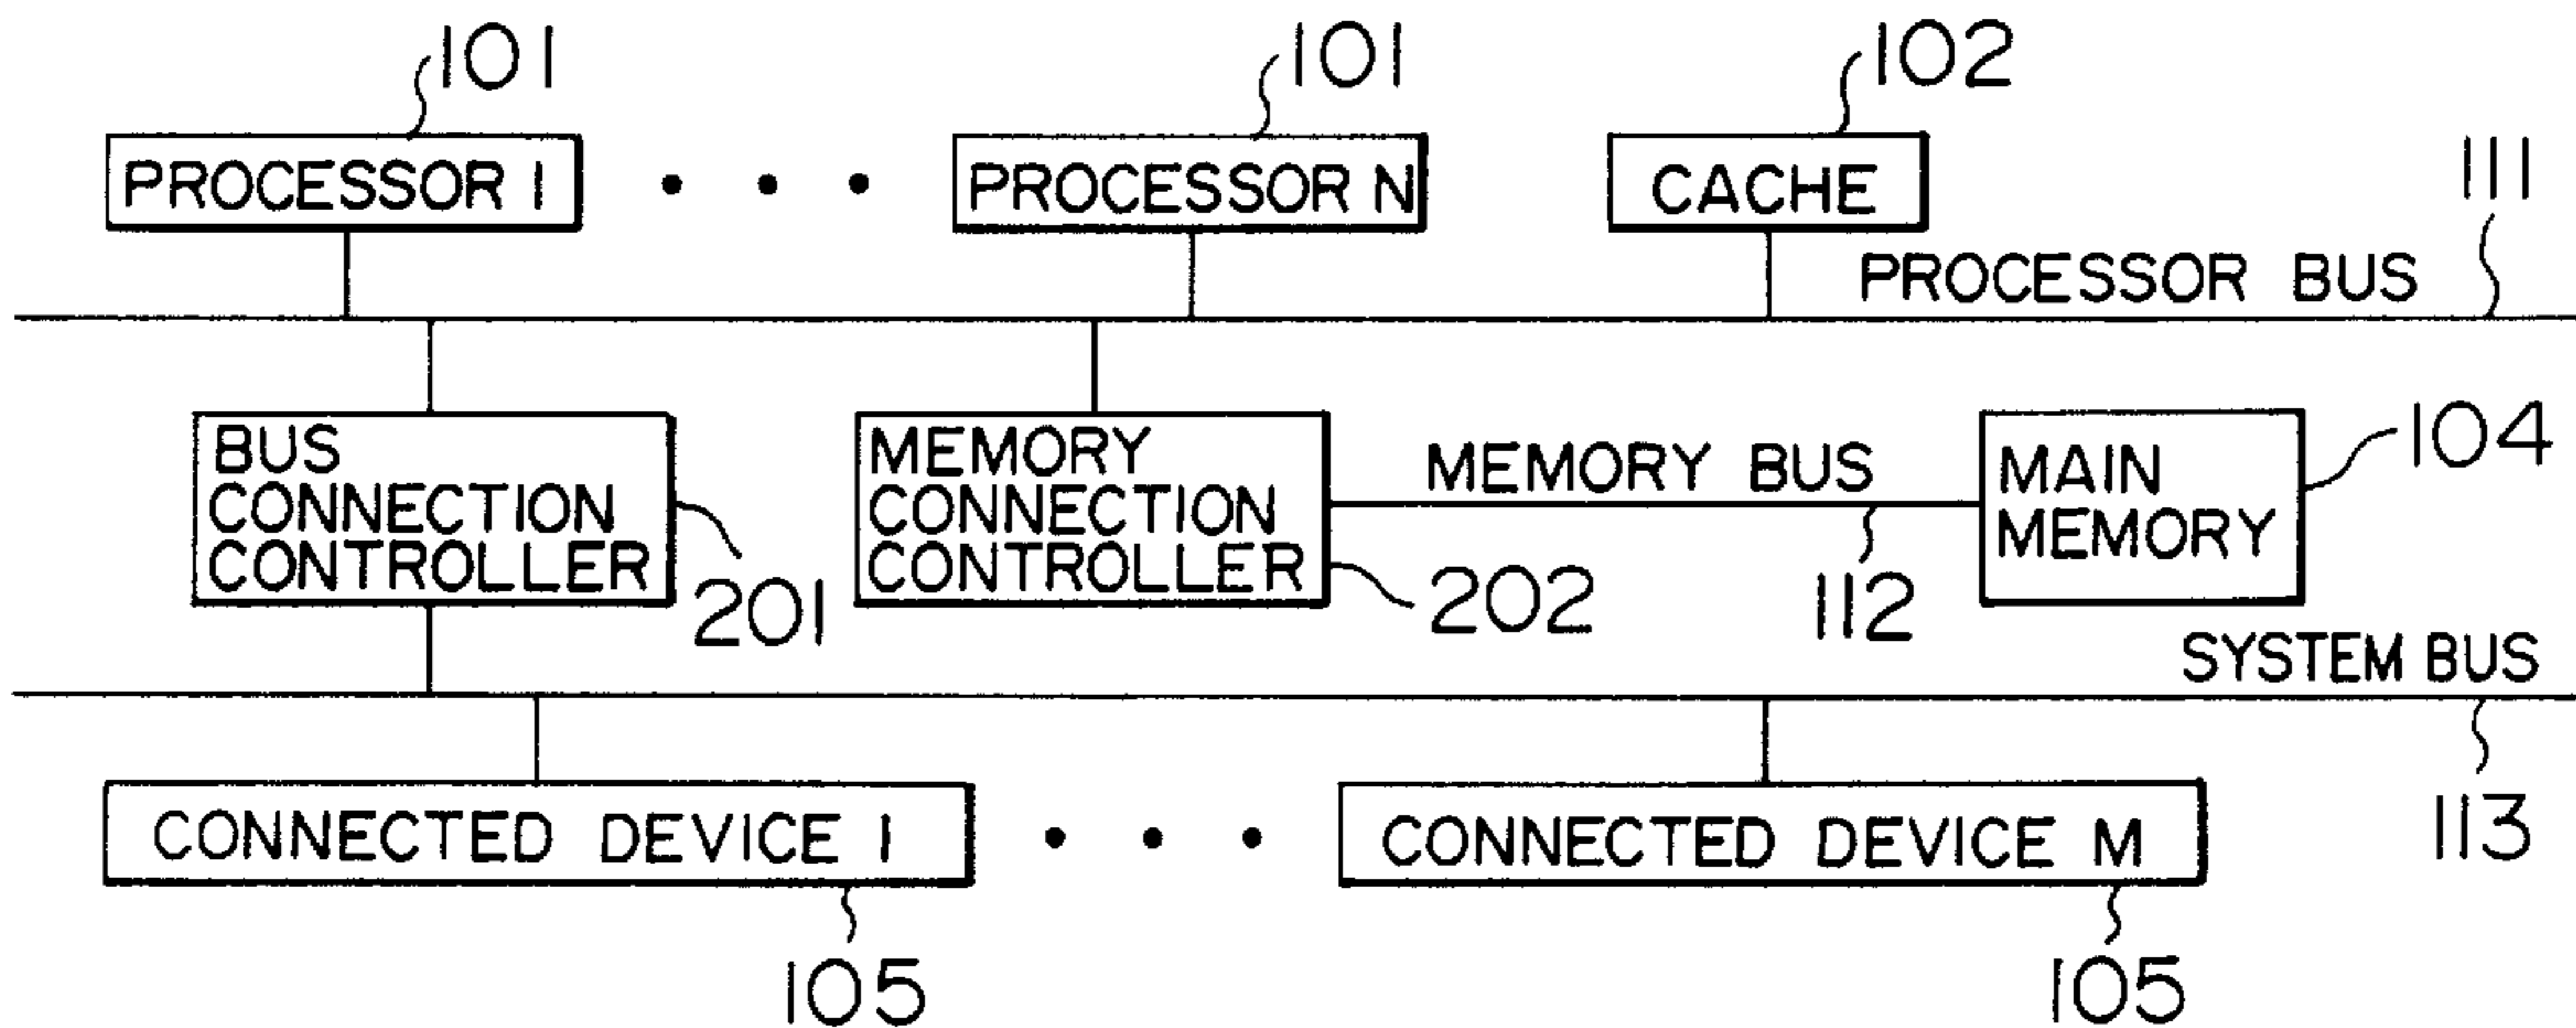 101
101
102
PROCESSOR 1
PROCESSOR N
CACHE
111
PROCESSOR BUS
BUS
CONNECTION
CONTROLLER
201
MEMORY
CONNECTION
CONTROLLER
202
MEMORY BUS
112
MAIN
MEMORY
104
SYSTEM BUS
113
CONNECTED DEVICE 1
CONNECTED DEVICE M
105
105